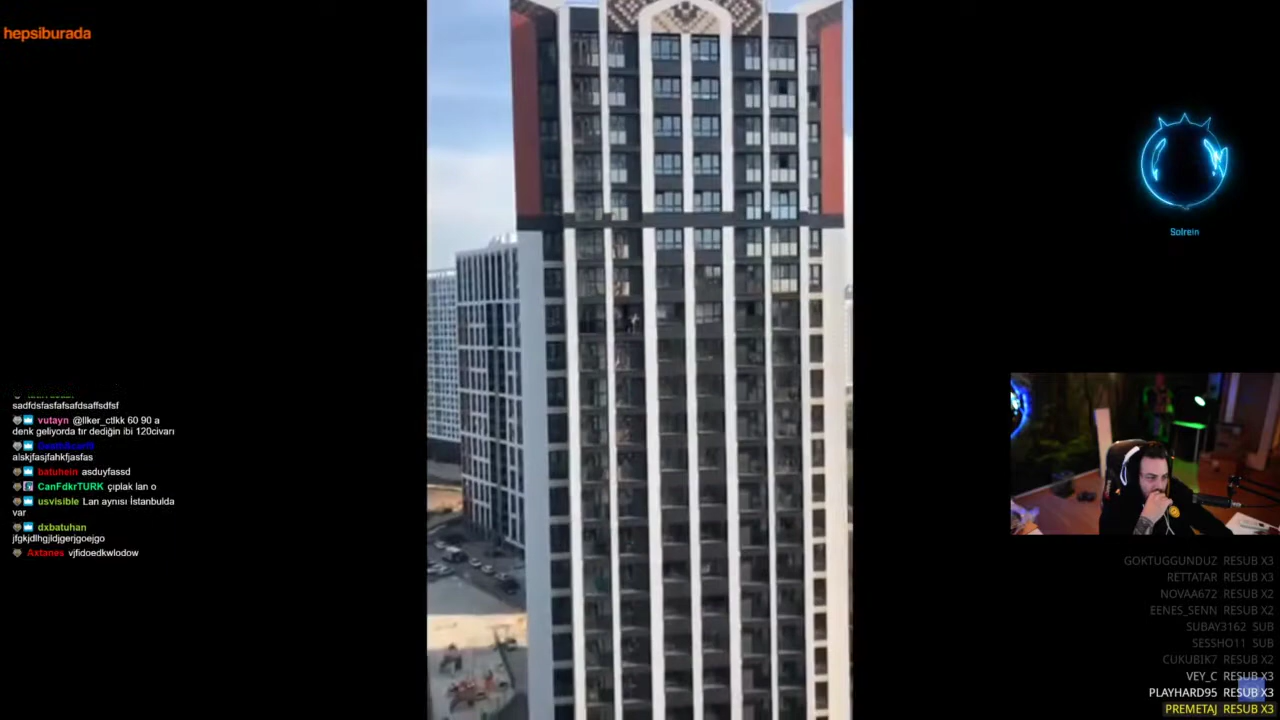 hepsiburada
Solrein
sadfdsfasfafsafdsaffsdfsf
vutayn @Ilker_ctlkk 60 90 a
denk geliyorda tır dediğin ibi 120civarı
alskjfasjfahkfjasfas
batuhein asduyfassd
CanFdkrTURK çıplak lan o
usvisible Lan aynısı İstanbulda
var
dxbatuhan
jfgkjdlhgjldjgerjgoejgo
Axtanes vjfidoedkwlodow
GOKTUGGUNDUZ RESUB X3
RETTATAR RESUB X3
NOVAA672 RESUB X2
EENES_SENN RESUB X2
SUBAY3162 SUB
SESSHO11 SUB
CUKUBIK7 RESUB X2
VEY_C RESUB X3
PLAYHARD95 RESUB X3
PREMETAJ RESUB X3